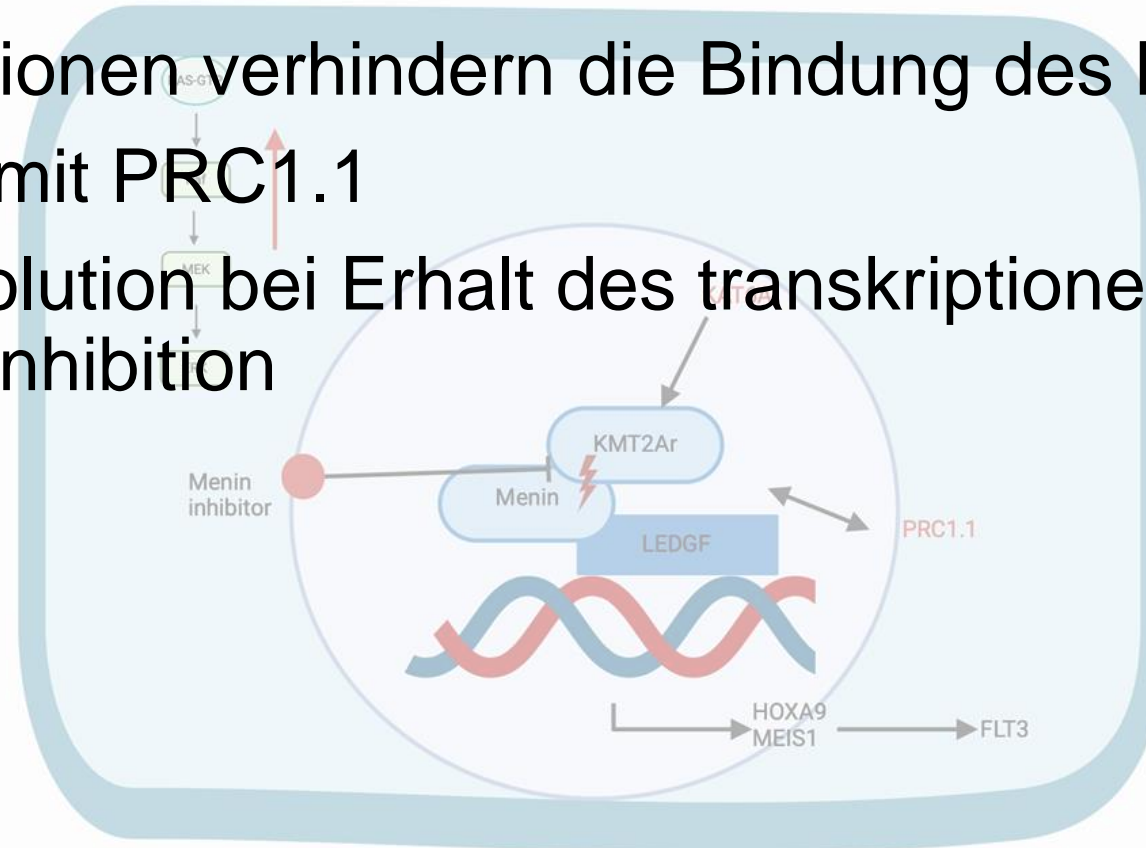 ionen verhindern die Bindung des
mit PRC1.1
olution bei Erhalt des transkriptione
nhibition
MEK
KMT2Ar
Menin
inhibitor
Menin
LEDGF
PRC1.1
HOXA9
MEIS1
FLT3